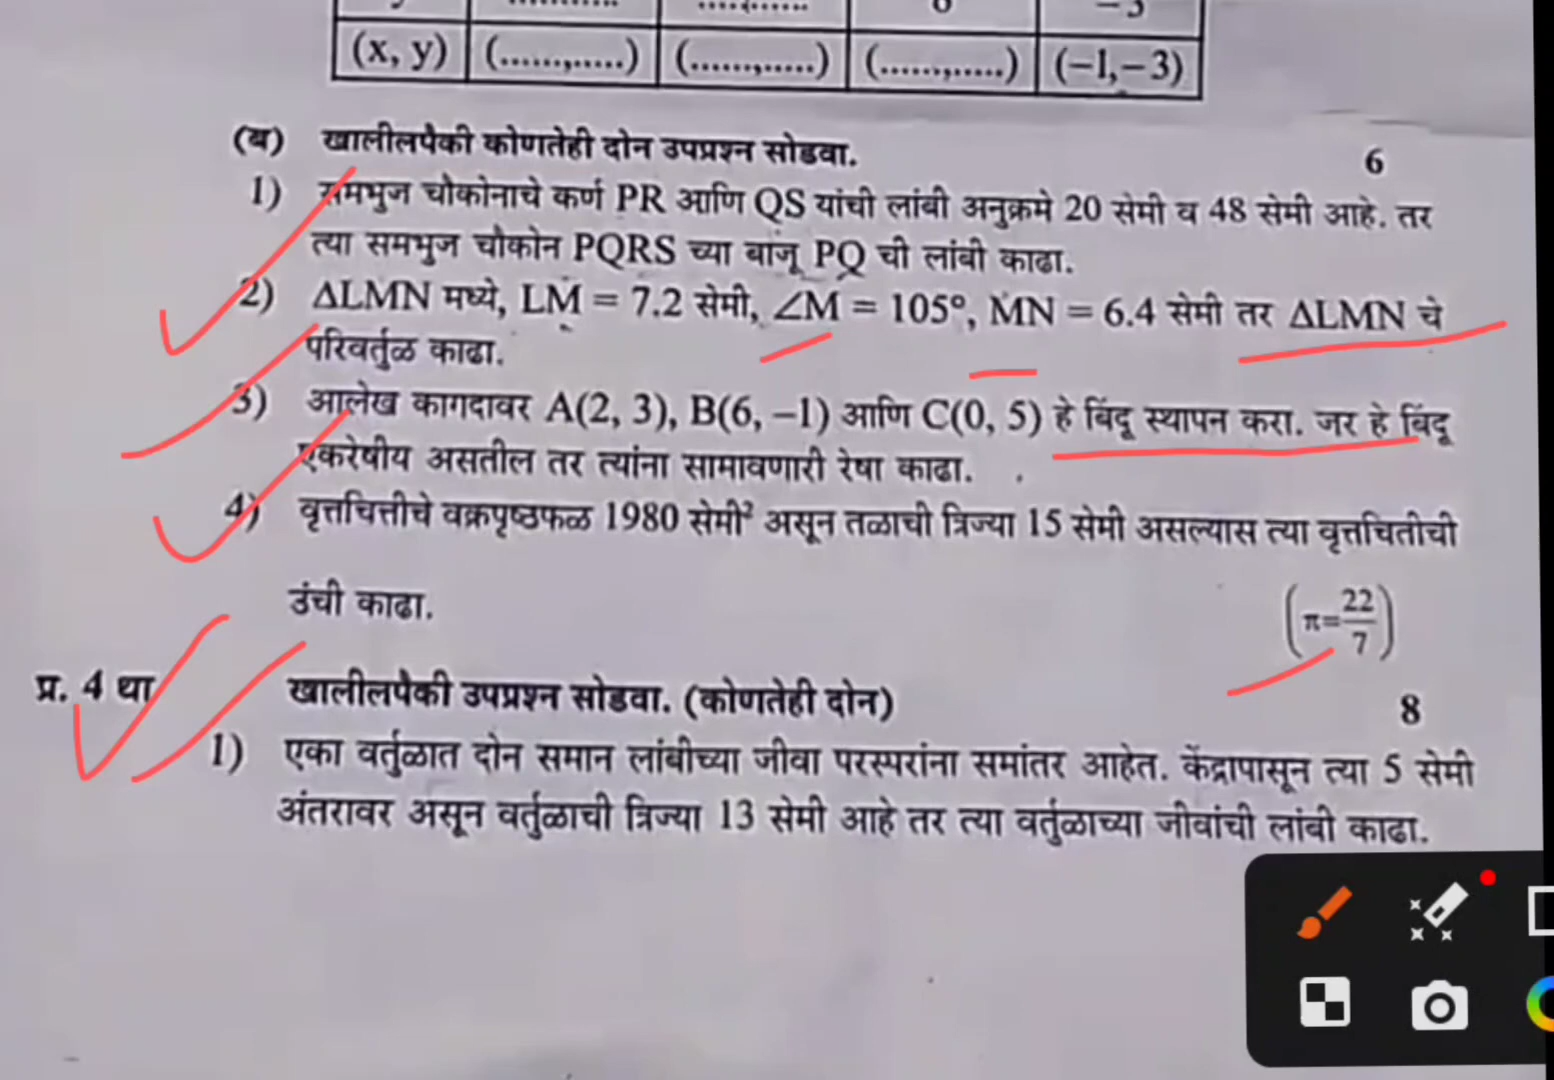 (x, y) (............) (............) (............) (−1,−3)
(ब) खालीलपैकी कोणतेही दोन उपप्रश्न सोडवा. 6
1) समभुज चौकोनाचे कर्ण PR आणि QS यांची लांबी अनुक्रमे 20 सेमी व 48 सेमी आहे. तर
त्या समभुज चौकोन PQRS च्या बाजू PQ ची लांबी काढा.
2) ΔLMN मध्ये, LM = 7.2 सेमी, ∠M = 105°, MN = 6.4 सेमी तर ΔLMN चे
परिवर्तुळ काढा.
3) आलेख कागदावर A(2, 3), B(6, −1) आणि C(0, 5) हे बिंदू स्थापन करा. जर हे बिंदू
एकरेषीय असतील तर त्यांना सामावणारी रेषा काढा.
4) वृत्तचित्तीचे वक्रपृष्ठफळ 1980 सेमी² असून तळाची त्रिज्या 15 सेमी असल्यास त्या वृत्तचितीची
उंची काढा. (π=22/7)
प्र. 4 था खालीलपैकी उपप्रश्न सोडवा. (कोणतेही दोन) 8
1) एका वर्तुळात दोन समान लांबीच्या जीवा परस्परांना समांतर आहेत. केंद्रापासून त्या 5 सेमी
अंतरावर असून वर्तुळाची त्रिज्या 13 सेमी आहे तर त्या वर्तुळाच्या जीवांची लांबी काढा.